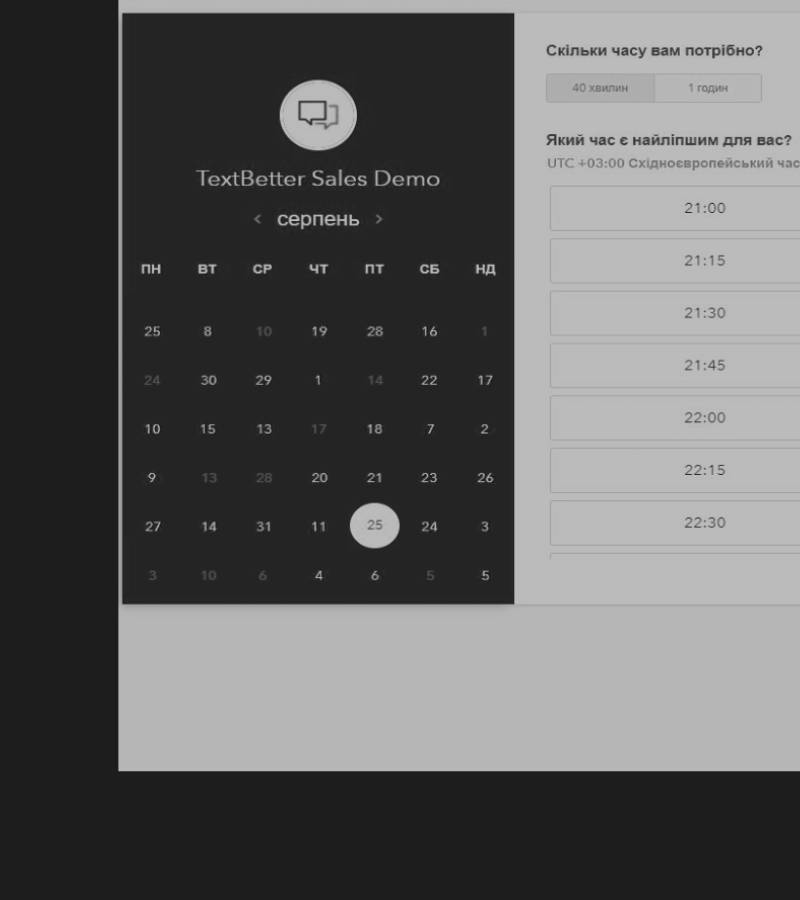 TextBetter Sales Demo
< серпень >
ПН ВТ СР ЧТ ПТ СБ НД
25 8 10 19 28 16 1
24 30 29 1 14 22 17
10 15 13 17 18 7 2
9 13 28 20 21 23 26
27 14 31 11 25 24 3
3 10 6 4 6 5 5
Скільки часу вам потрібно?
40 хвилин 1 годин
Який час є найліпшим для вас?
UTC +03:00 Східноєвропейський час
21:00
21:15
21:30
21:45
22:00
22:15
22:30